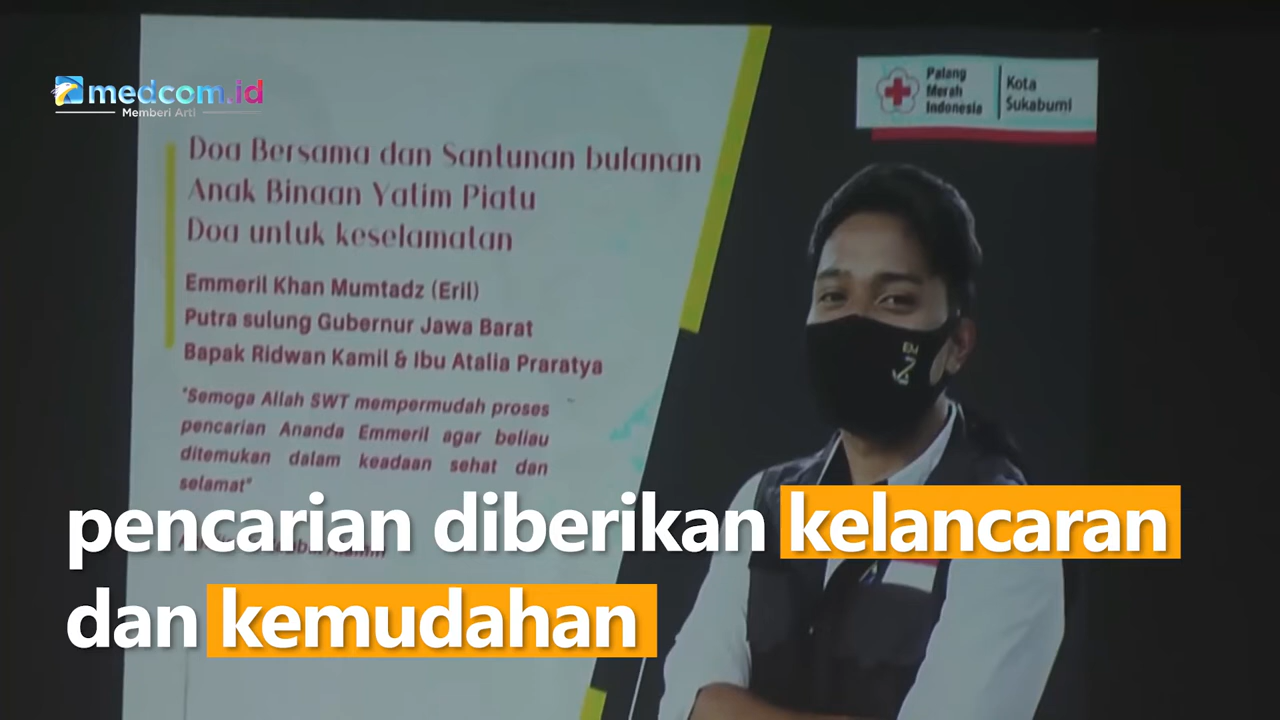 medcom.id
Memberi Arti
Palang
Merah
Indonesia
Kota
Sukabumi
Doa Bersama dan Santunan bulanan
Anak Binaan Yatim Piatu
Doa untuk keselamatan
Emmeril Khan Mumtadz (Eril)
Putra sulung Gubernur Jawa Barat
Bapak Ridwan Kamil & Ibu Atalia Praratya
"Semoga Allah SWT mempermudah proses
pencarian Ananda Emmeril agar beliau
ditemukan dalam keadaan sehat dan
selamat"
pencarian diberikan kelancaran
dan kemudahan